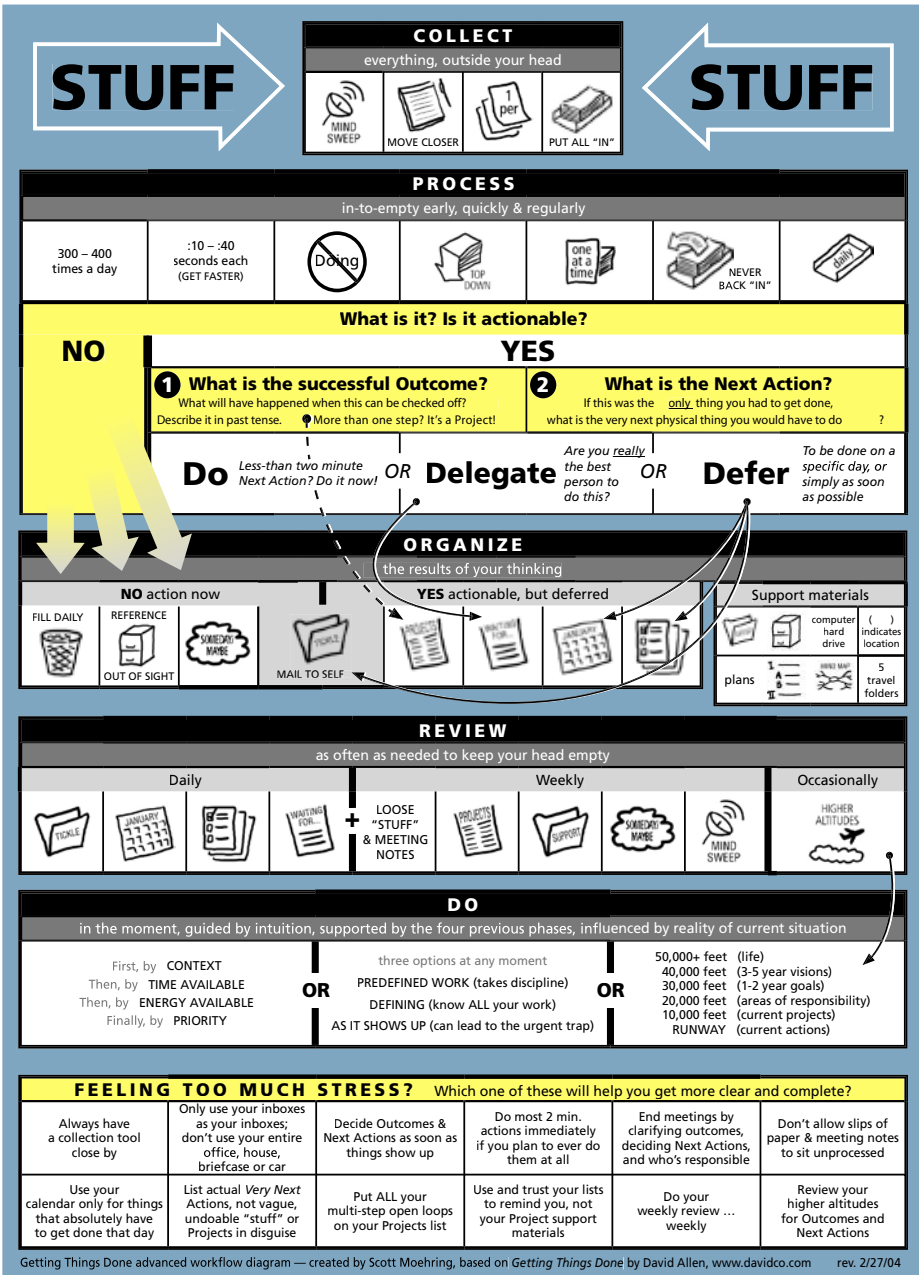 COLLECT
everything, outside your head
STUFF
STUFF
MIND
SWEEP
MOVE CLOSER
1
per
PUT ALL “IN”
PROCESS
in-to-empty early, quickly & regularly
300 – 400
times a day
:10 – :40
seconds each
(GET FASTER)
Doing
TOP
DOWN
one
at a
time
NEVER
BACK “IN”
daily
What is it? Is it actionable?
NO
YES
1 What is the successful Outcome?
What will have happened when this can be checked off?
Describe it in past tense. More than one step? It’s a Project!
2 What is the Next Action?
If this was the only thing you had to get done,
what is the very next physical thing you would have to do ?
Do
Less-than two minute
Next Action? Do it now!
OR
Delegate
Are you really
the best
person to
do this?
OR
Defer
To be done on a
specific day, or
simply as soon
as possible
ORGANIZE
the results of your thinking
NO action now
YES actionable, but deferred
FILL DAILY
REFERENCE
OUT OF SIGHT
SOMEDAY
MAYBE
TICKLE
MAIL TO SELF
PROJECTS
WAITING
FOR...
JANUARY
Support materials
computer
hard
drive
( )
indicates
location
plans
I.
A
B
II
MIND MAP
5
travel
folders
REVIEW
as often as needed to keep your head empty
Daily
Weekly
Occasionally
TICKLE
JANUARY
WAITING
FOR...
+
LOOSE
“STUFF”
& MEETING
NOTES
PROJECTS
SUPPORT
SOMEDAY
MAYBE
MIND
SWEEP
HIGHER
ALTITUDES
DO
in the moment, guided by intuition, supported by the four previous phases, influenced by reality of current situation
First, by CONTEXT
Then, by TIME AVAILABLE
Then, by ENERGY AVAILABLE
Finally, by PRIORITY
OR
three options at any moment
PREDEFINED WORK (takes discipline)
DEFINING (know ALL your work)
AS IT SHOWS UP (can lead to the urgent trap)
OR
50,000+ feet (life)
40,000 feet (3-5 year visions)
30,000 feet (1-2 year goals)
20,000 feet (areas of responsibility)
10,000 feet (current projects)
RUNWAY (current actions)
FEELING TOO MUCH STRESS? Which one of these will help you get more clear and complete?
Always have
a collection tool
close by
Only use your inboxes
as your inboxes;
don’t use your entire
office, house,
briefcase or car
Decide Outcomes &
Next Actions as soon as
things show up
Do most 2 min.
actions immediately
if you plan to ever do
them at all
End meetings by
clarifying outcomes,
deciding Next Actions,
and who’s responsible
Don’t allow slips of
paper & meeting notes
to sit unprocessed
Use your
calendar only for things
that absolutely have
to get done that day
List actual Very Next
Actions, not vague,
undoable “stuff” or
Projects in disguise
Put ALL your
multi-step open loops
on your Projects list
Use and trust your lists
to remind you, not
your Project support
materials
Do your
weekly review ...
weekly
Review your
higher altitudes
for Outcomes and
Next Actions
Getting Things Done advanced workflow diagram — created by Scott Moehring, based on Getting Things Done by David Allen, www.davidco.com rev. 2/27/04